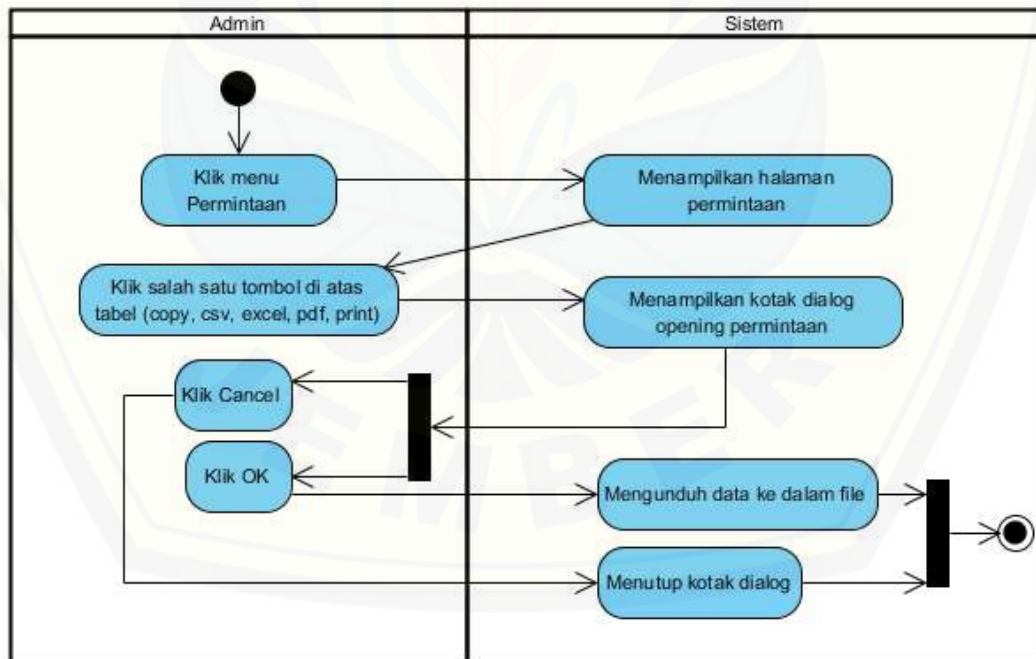 Admin
Sistem
Klik menu
Permintaan
Menampilkan halaman
permintaan
Klik salah satu tombol di atas
tabel (copy, csv, excel, pdf, print)
Menampilkan kotak dialog
opening permintaan
Klik Cancel
Klik OK
Mengunduh data ke dalam file
Menutup kotak dialog
EMBER